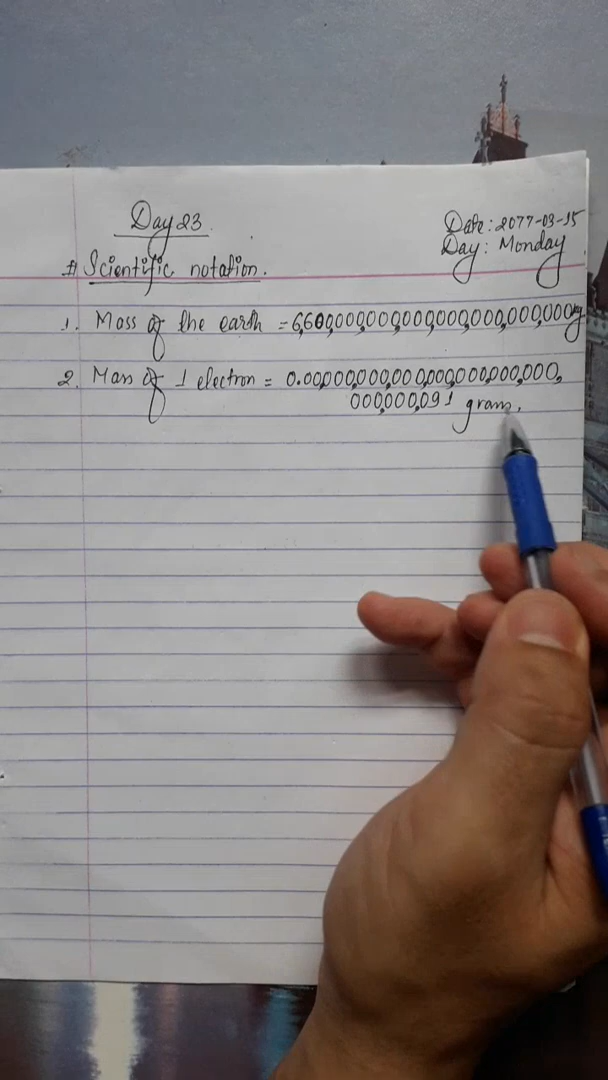 Day 23
Date: 2077-03-15
Day: Monday
# Scientific notation.
1. Mass of the earth = 6,600,000,000,000,000,000,000,000kg
2. Mass of 1 electron = 0.00,000,000,000,000,000,000,000,
000,000,091 gram.